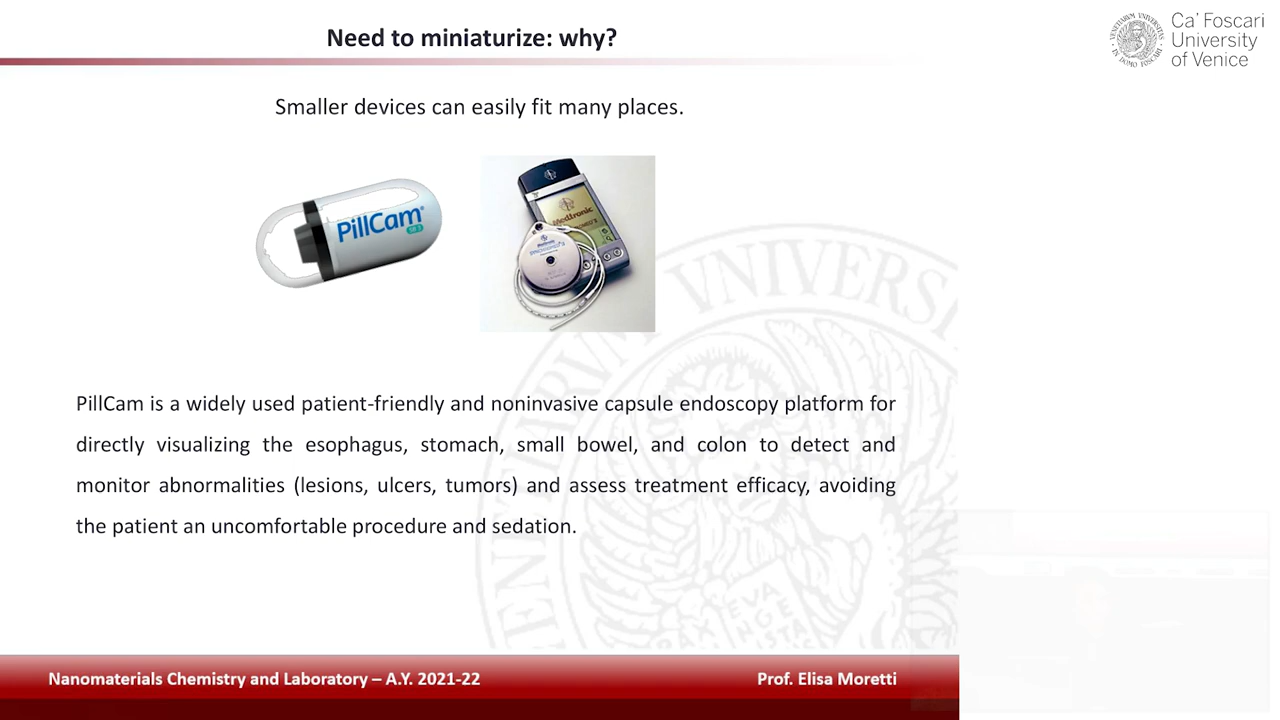 Need to miniaturize: why?
Ca' Foscari
University
of Venice
Smaller devices can easily fit many places.
PillCam
Medtronic
PillCam is a widely used patient-friendly and noninvasive capsule endoscopy platform for
directly visualizing the esophagus, stomach, small bowel, and colon to detect and
monitor abnormalities (lesions, ulcers, tumors) and assess treatment efficacy, avoiding
the patient an uncomfortable procedure and sedation.
Nanomaterials Chemistry and Laboratory – A.Y. 2021-22
Prof. Elisa Moretti